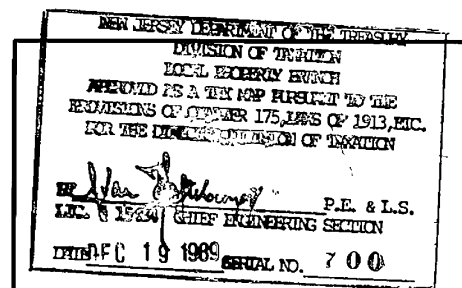 NEW JERSEY DEPARTMENT OF THE TREASURY
DIVISION OF TAXATION
LOCAL PROPERTY BRANCH
APPROVED AS A TAX MAP PURSUANT TO THE
PROVISIONS OF CHAPTER 175, LAWS OF 1913, ETC.
FOR THE DIRECTOR, DIVISION OF TAXATION
BY P.E. & L.S.
LIC. CHIEF ENGINEERING SECTION
DATE DEC 19 1989 SERIAL NO. 700